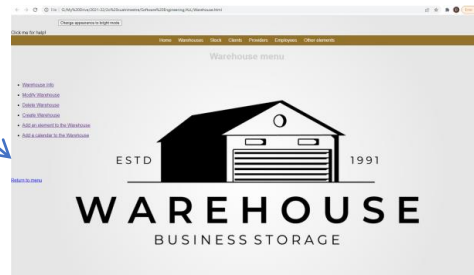 Change appearance to Night mode
Click me for help!
Home Warehouses Stock Clients Providers Employees Other elements
Warehouse menu
Warehouse Info
Modify Warehouse
Delete Warehouse
Create Warehouse
Add an element to the Warehouse
Add a calendar to the Warehouse
ESTD 1991
Return to menu
WAREHOUSE
BUSINESS STORAGE